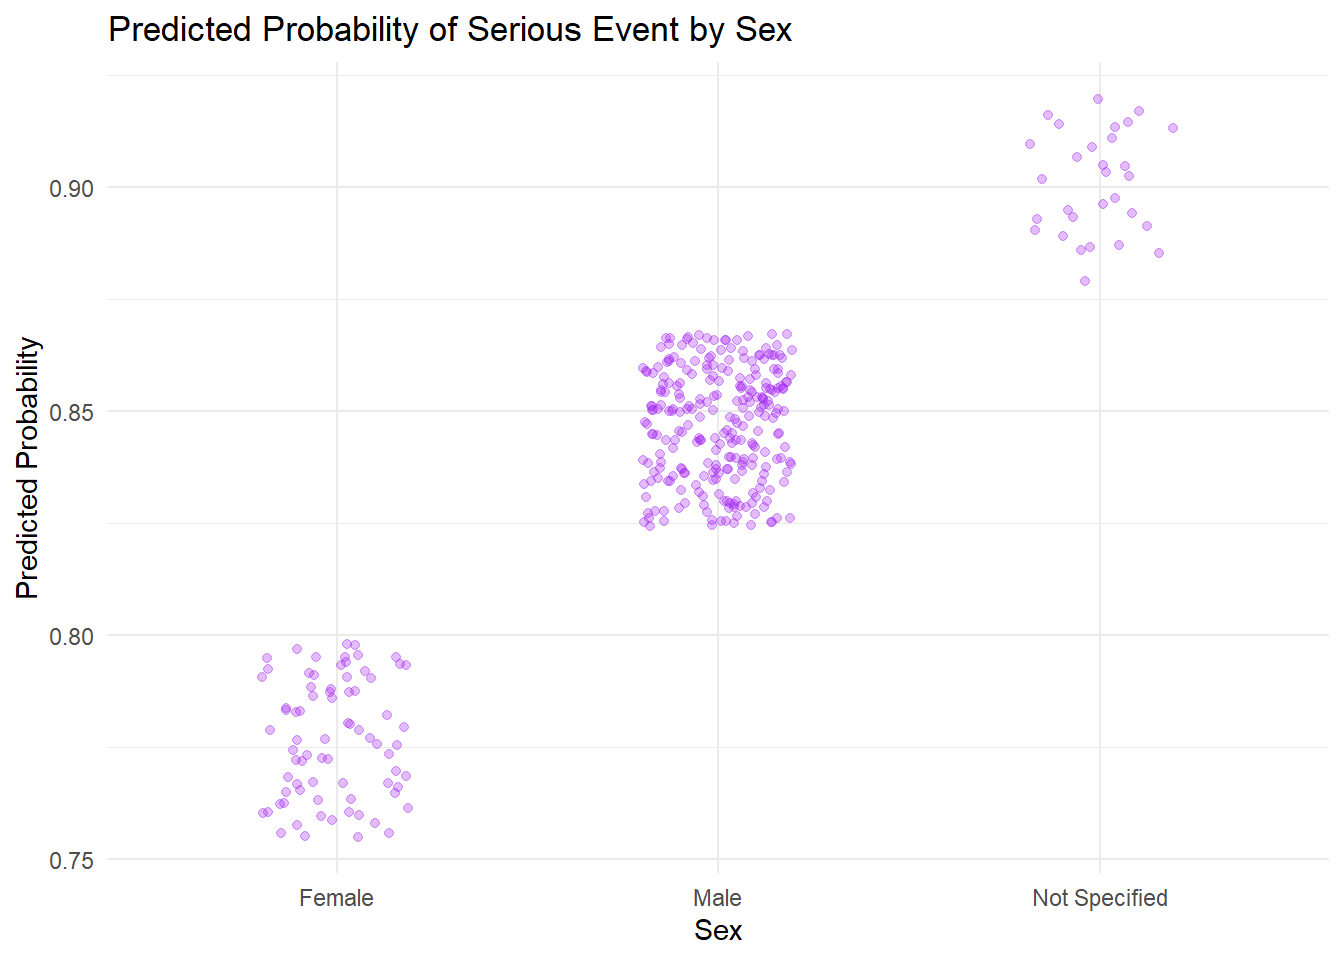 Predicted Probability of Serious Event by Sex
Predicted Probability
0.90
0.85
0.80
0.75
Female
Male
Not Specified
Sex